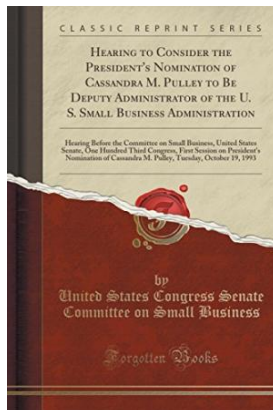 CLASSIC REPRINT SERIES
HEARING TO CONSIDER THE
PRESIDENT'S NOMINATION OF
CASSANDRA M. PULLEY TO BE
DEPUTY ADMINISTRATOR OF THE U.
S. SMALL BUSINESS ADMINISTRATION
Hearing Before the Committee on Small Business, United States
Senate, One Hundred Third Congress, First Session on President's
Nomination of Cassandra M. Pulley, Tuesday, October 19, 1993
by
United States Congress Senate
Committee on Small Business
Forgotten Books